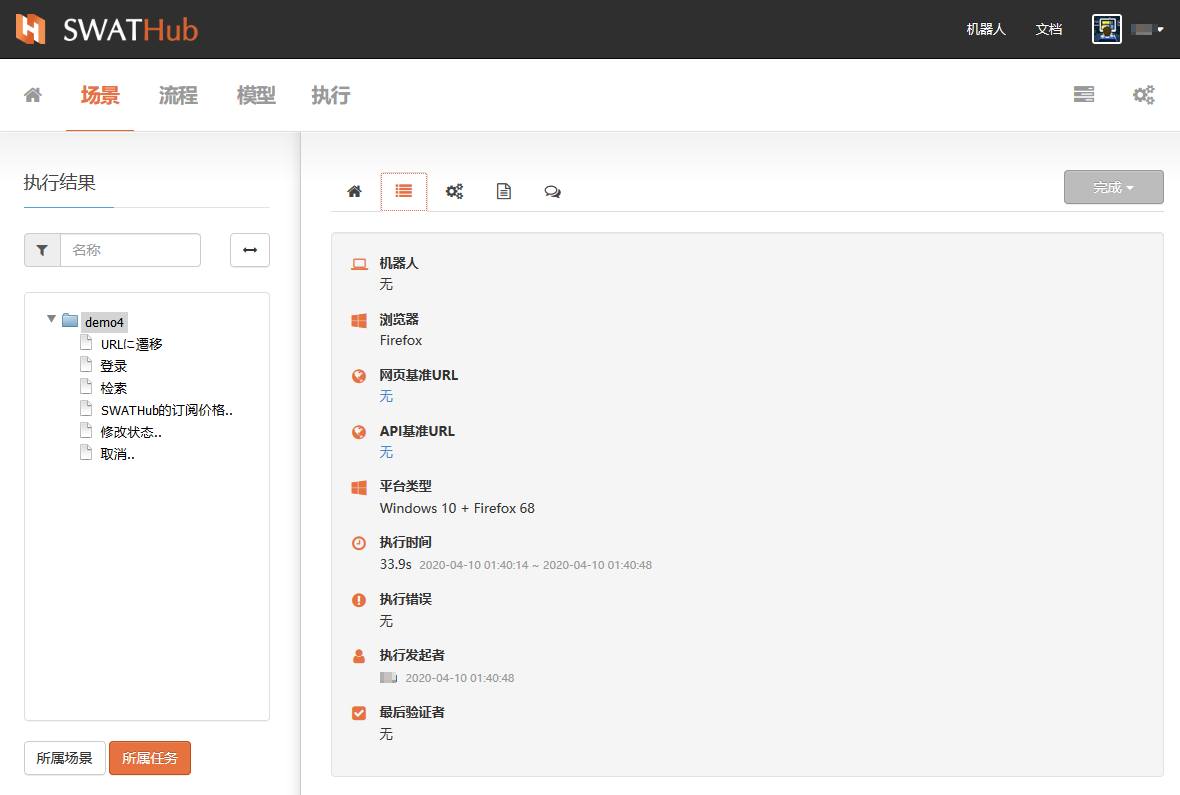 SWATHub
机器人
文档
场景
流程
模型
执行
执行结果
名称
demo4
URLに遷移
登录
检索
SWATHub的订阅价格..
修改状态..
取消..
所属场景
所属任务
完成
机器人
无
浏览器
Firefox
网页基准URL
无
API基准URL
无
平台类型
Windows 10 + Firefox 68
执行时间
33.9s 2020-04-10 01:40:14 ~ 2020-04-10 01:40:48
执行错误
无
执行发起者
2020-04-10 01:40:48
最后验证者
无